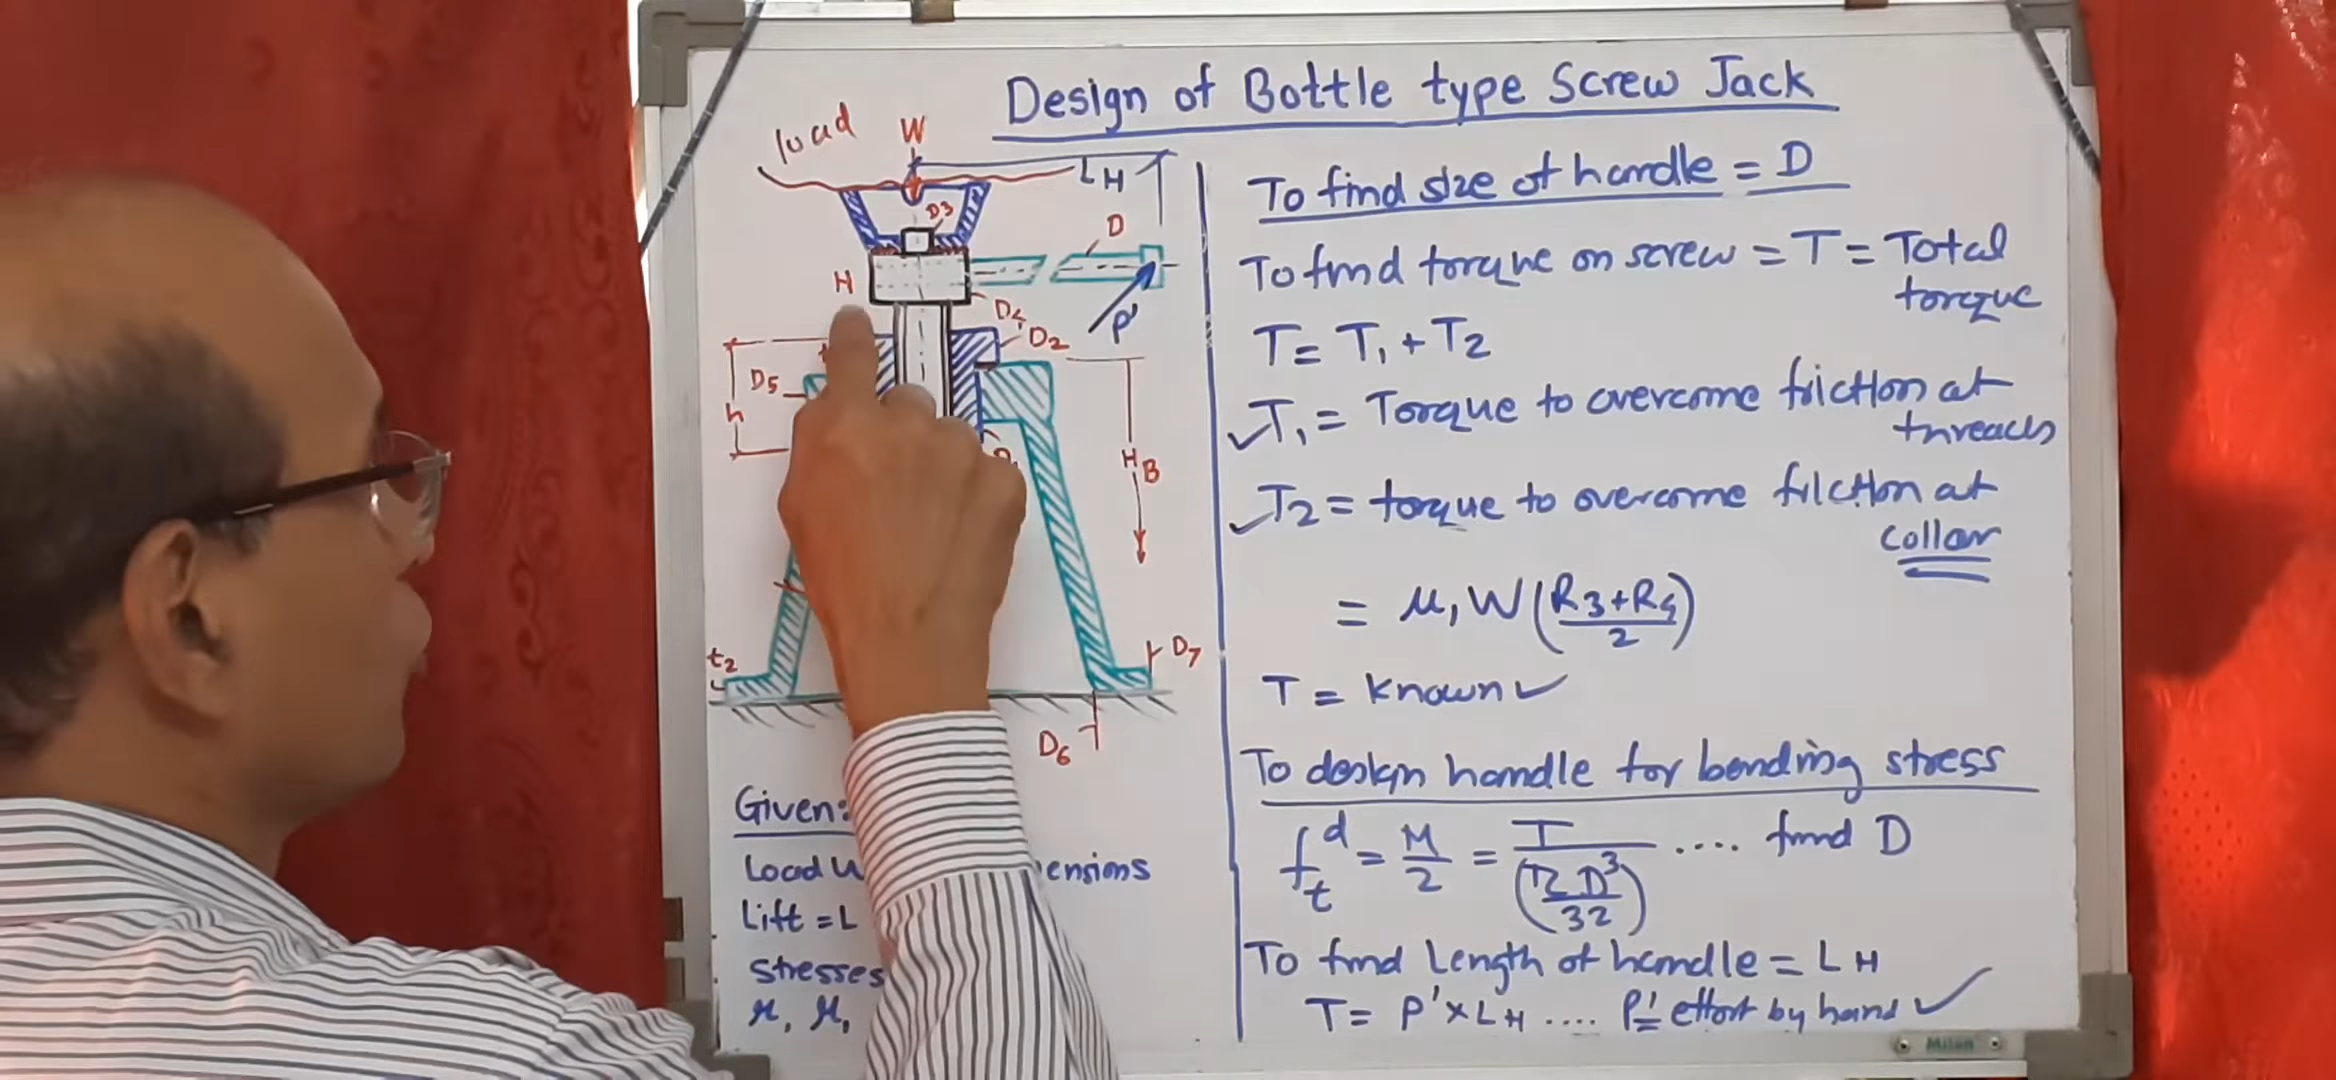 Design of Bottle type Screw Jack
load
W
LH
D3
D
H
D4
P'
D2
D5
h
HB
t2
D7
D6
Given:
Load W
ensions
Lift = L
Stresses
μ, μ,
To find size of handle = D
To find torque on screw = T = Total
torque
T = T1 + T2
T1 = Torque to overcome friction at
threads
T2 = torque to overcome friction at
collar
= μ1 W (R3+R4/2)
T = known ✓
To design handle for bending stress
ftd = M/2 = T/(π D³/32) .... find D
To find Length of handle = LH
T = P' x LH .... P' = effort by hand ✓
Milan